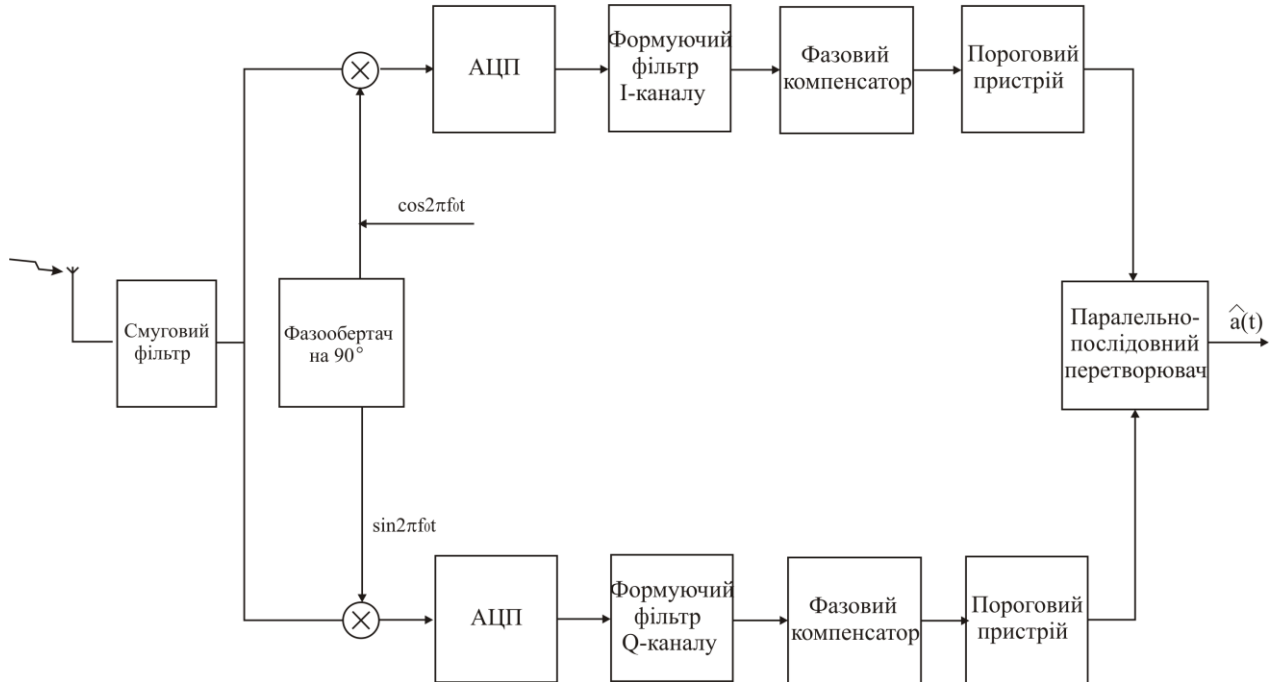 АЦП
Формуючий
фільтр
I-каналу
Фазовий
компенсатор
Пороговий
пристрій
cos2πf₀t
Смуговий
фільтр
Фазообертач
на 90°
Паралельно-
послідовний
перетворювач
â(t)
sin2πf₀t
АЦП
Формуючий
фільтр
Q-каналу
Фазовий
компенсатор
Пороговий
пристрій